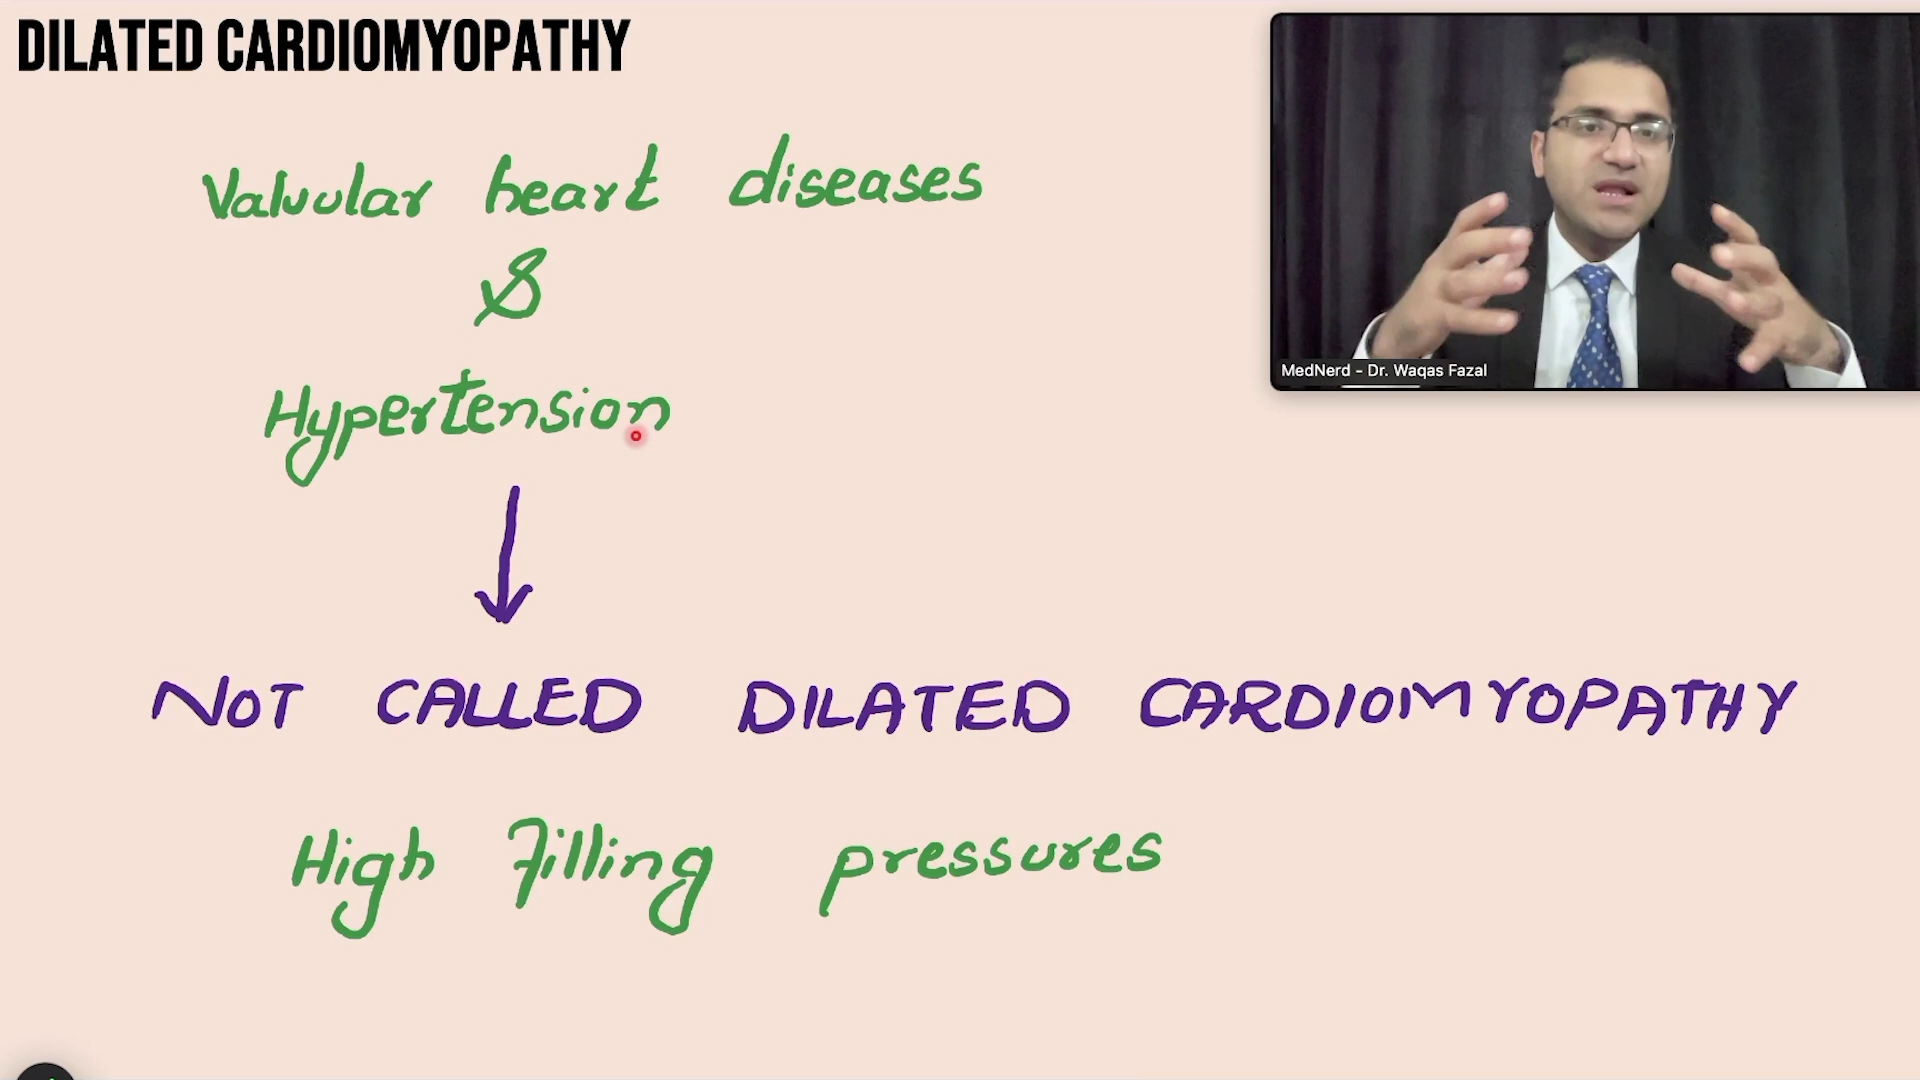 DILATED CARDIOMYOPATHY
Valvular heart diseases
&
Hypertension
NOT CALLED DILATED CARDIOMYOPATHY
High filling pressures
MedNerd - Dr. Waqas Fazal